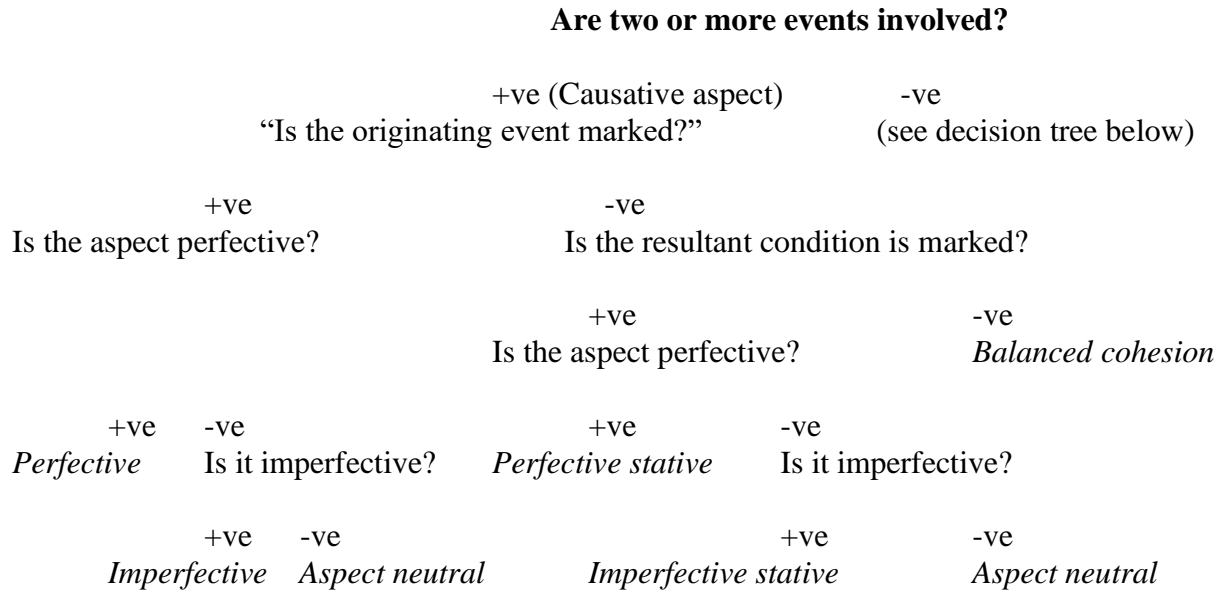 Are two or more events involved?
+ve (Causative aspect) -ve
“Is the originating event marked?” (see decision tree below)
+ve -ve
Is the aspect perfective? Is the resultant condition is marked?
+ve -ve
Is the aspect perfective? Balanced cohesion
+ve -ve +ve -ve
Perfective Is it imperfective? Perfective stative Is it imperfective?
+ve -ve +ve -ve
Imperfective Aspect neutral Imperfective stative Aspect neutral